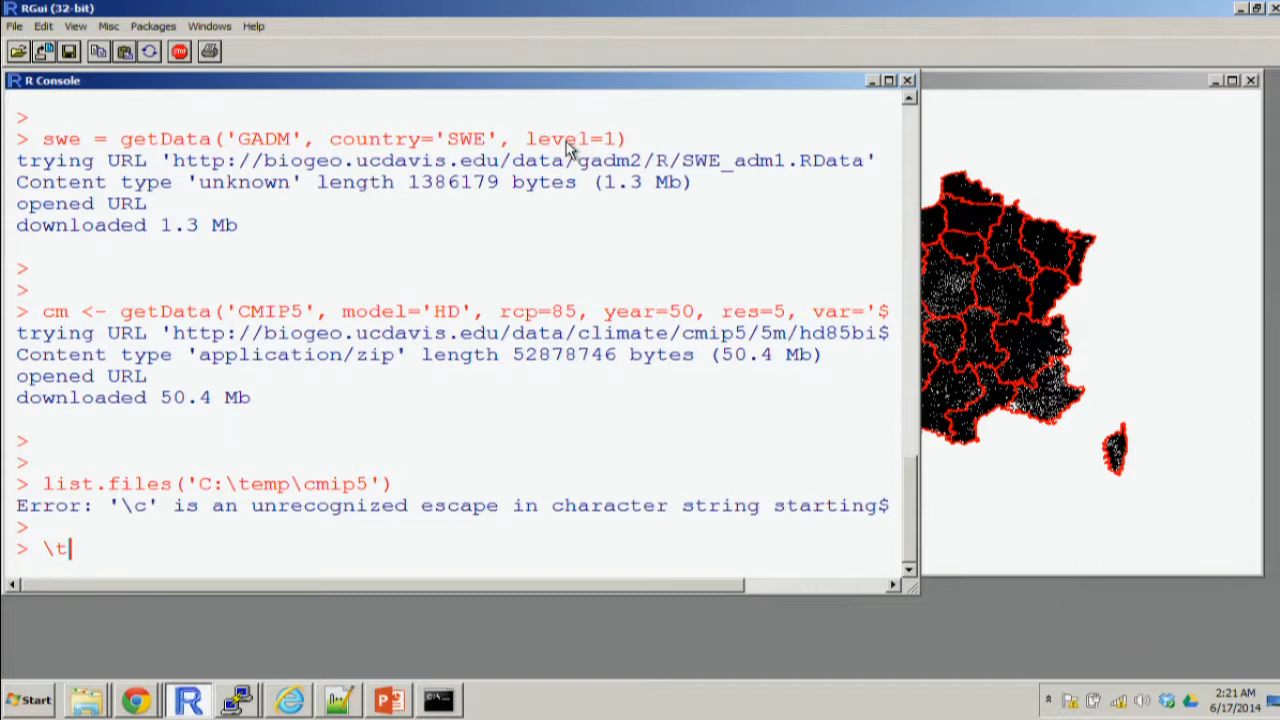 RGui (32-bit)
File Edit View Misc Packages Windows Help
STOP
R Console
>
> swe = getData('GADM', country='SWE', level=1)
trying URL 'http://biogeo.ucdavis.edu/data/gadm2/R/SWE_adm1.RData'
Content type 'unknown' length 1386179 bytes (1.3 Mb)
opened URL
downloaded 1.3 Mb
>
>
> cm <- getData('CMIP5', model='HD', rcp=85, year=50, res=5, var='$
trying URL 'http://biogeo.ucdavis.edu/data/climate/cmip5/5m/hd85bi$
Content type 'application/zip' length 52878746 bytes (50.4 Mb)
opened URL
downloaded 50.4 Mb
>
>
> list.files('C:\temp\cmip5')
Error: '\c' is an unrecognized escape in character string starting$
>
> \t
Start
2:21 AM
6/17/2014